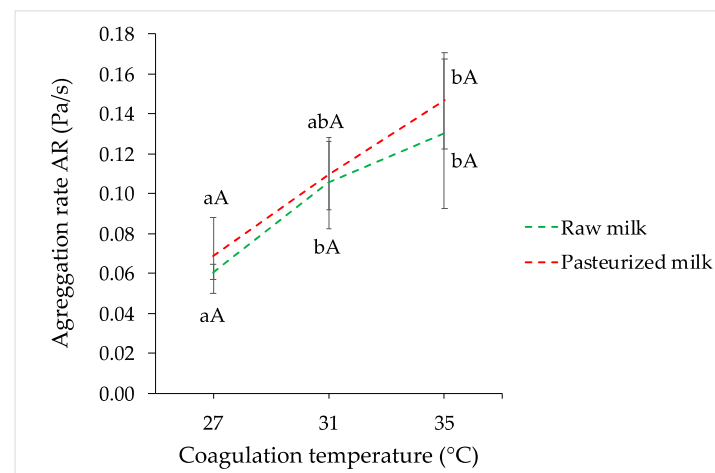 0.18
0.16
0.14
0.12
0.10
0.08
0.06
0.04
0.02
0.00
Agreggation rate AR (Pa/s)
aA
aA
abA
bA
bA
bA
27
31
35
Coagulation temperature (°C)
Raw milk
Pasteurized milk